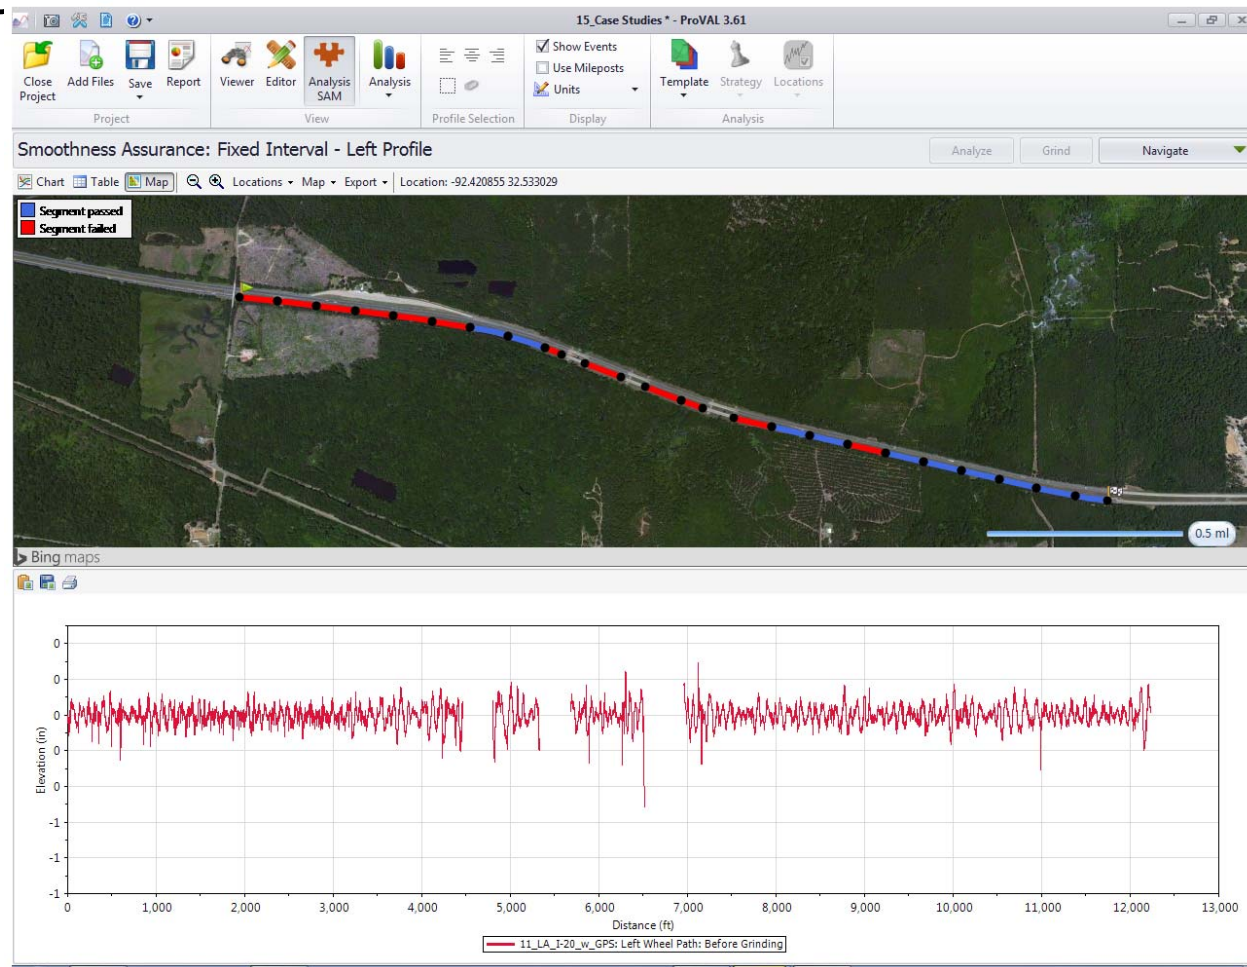 15_Case Studies * - ProVAL 3.61
Close Project
Add Files
Save
Report
Viewer
Editor
Analysis SAM
Analysis
Show Events
Use Mileposts
Units
Template
Strategy
Locations
Project
View
Profile Selection
Display
Analysis
Smoothness Assurance: Fixed Interval - Left Profile
Analyze
Grind
Navigate
Chart Table Map Locations Map Export Location: -92.420855 32.533029
Segment passed
Segment failed
0.5 ml
Bing maps
0
0
0
0
0
-1
-1
-1
Elevation (in)
0 1,000 2,000 3,000 4,000 5,000 6,000 7,000 8,000 9,000 10,000 11,000 12,000 13,000
Distance (ft)
11_LA_I-20_w_GPS: Left Wheel Path: Before Grinding